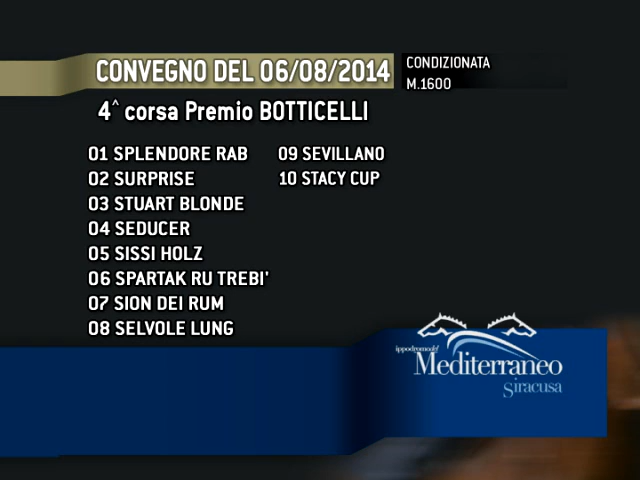 CONVEGNO DEL 06/08/2014
CONDIZIONATA
M.1600
4^ corsa Premio BOTTICELLI
01 SPLENDORE RAB
02 SURPRISE
03 STUART BLONDE
04 SEDUCER
05 SISSI HOLZ
06 SPARTAK RU TREBI'
07 SION DEI RUM
08 SELVOLE LUNG
09 SEVILLANO
10 STACY CUP
ippodromodel
Mediterraneo
Siracusa